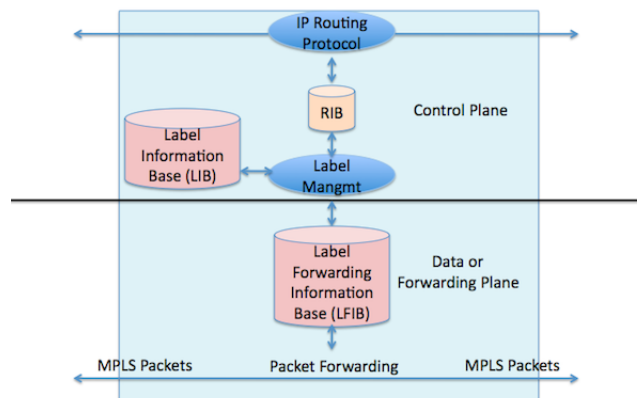 IP Routing
Protocol
RIB
Control Plane
Label
Information
Base (LIB)
Label
Mangmt
Label
Forwarding
Information
Base (LFIB)
Data or
Forwarding Plane
MPLS Packets
Packet Forwarding
MPLS Packets